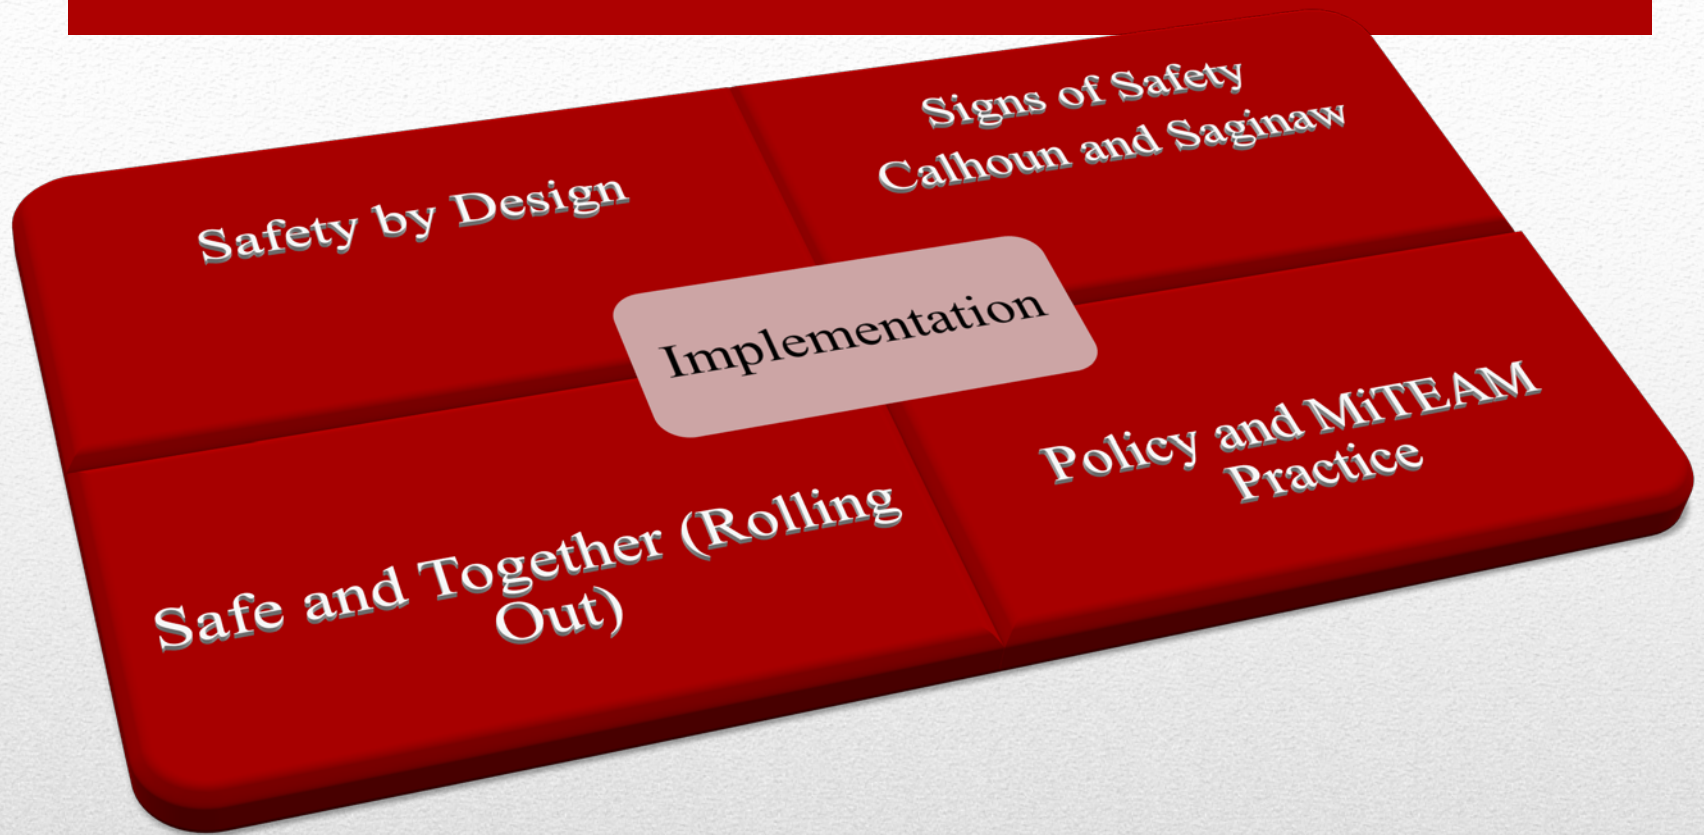 Safety by Design
Signs of Safety
Calhoun and Saginaw
Implementation
Safe and Together (Rolling
Out)
Policy and MiTEAM
Practice